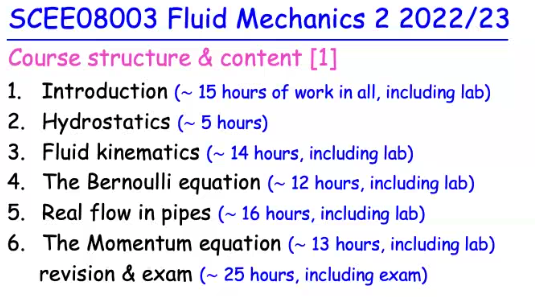 SCEE08003 Fluid Mechanics 2 2022/23
Course structure & content [1]
1. Introduction (~ 15 hours of work in all, including lab)
2. Hydrostatics (~ 5 hours)
3. Fluid kinematics (~ 14 hours, including lab)
4. The Bernoulli equation (~ 12 hours, including lab)
5. Real flow in pipes (~ 16 hours, including lab)
6. The Momentum equation (~ 13 hours, including lab)
revision & exam (~ 25 hours, including exam)